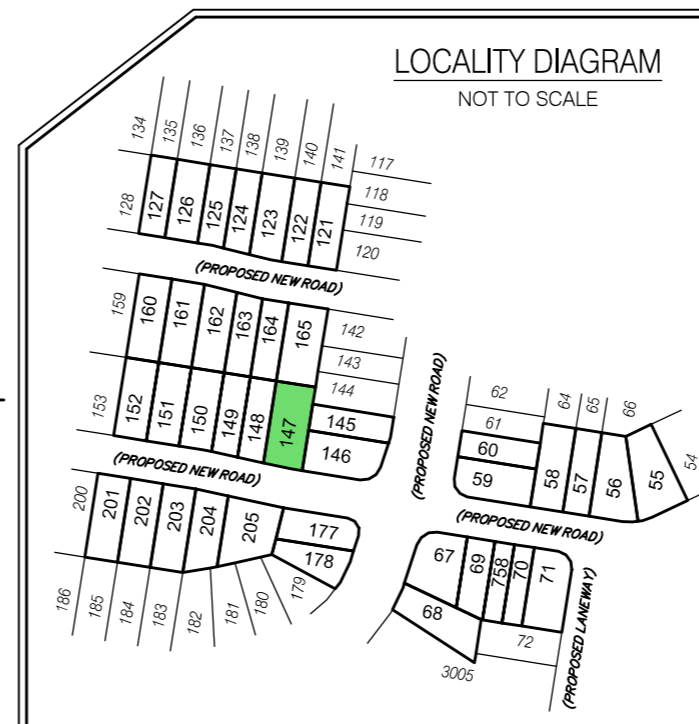 LOCALITY DIAGRAM
NOT TO SCALE
134 135 136 137 138 139 140 141 117
118
119
120
128 127 126 125 124 123 122 121
(PROPOSED NEW ROAD)
159 160 161 162 163 164 165 142
143
144
153 152 151 150 149 148 147 145
146
(PROPOSED NEW ROAD)
(PROPOSED NEW ROAD)
62 64 65 66
61
60
59 58 57 56 55 54
(PROPOSED NEW ROAD)
200 201 202 203 204 205 177
178
186 185 184 183 182 181 180 179
67 69 758 70 71
68
72
3005
(PROPOSED LANEWAY)